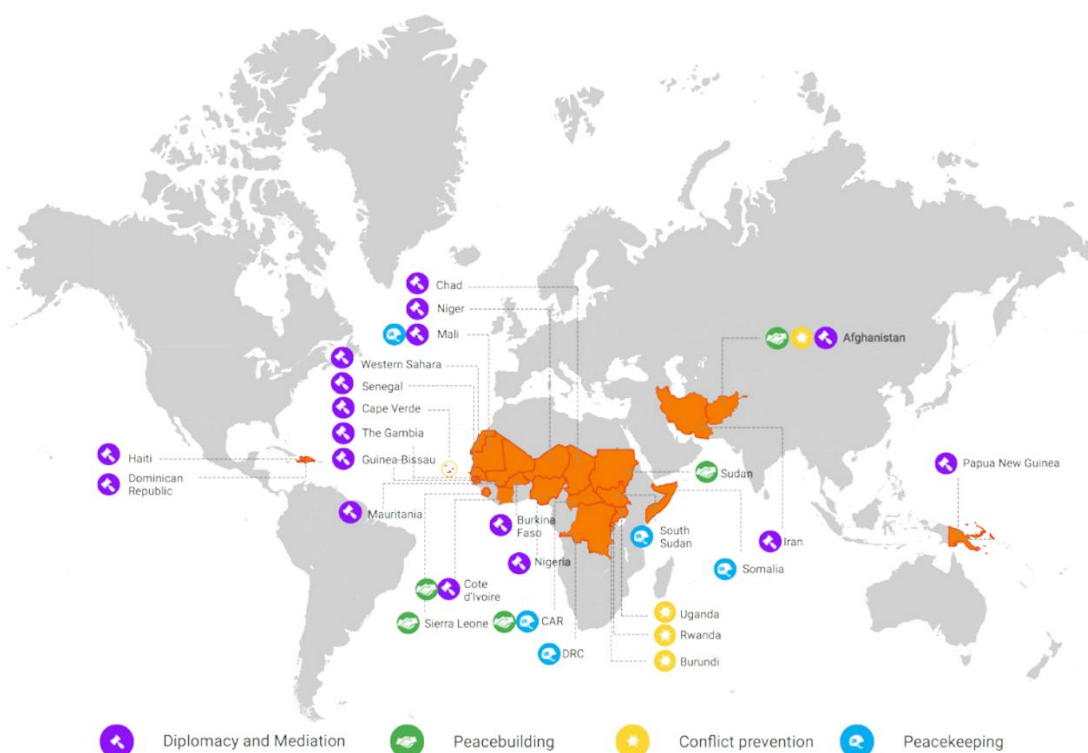 Chad
Niger
Mali
Western Sahara
Senegal
Cape Verde
The Gambia
Guinea-Bissau
Mauritania
Haiti
Dominican
Republic
Afghanistan
Sudan
Papua New Guinea
Burkina
Faso
South
Sudan
Iran
Nigeria
Somalia
Cote
d'Ivoire
Sierra Leone
CAR
DRC
Uganda
Rwanda
Burundi
Diplomacy and Mediation
Peacebuilding
Conflict prevention
Peacekeeping